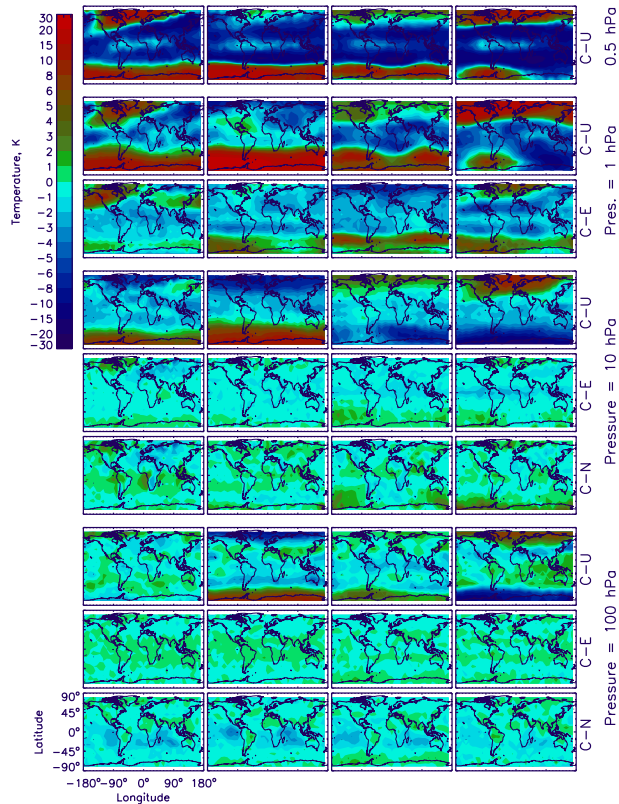 30
20
15
10
8
6
5
4
3
2
1
0
−1
−2
−3
−4
−5
−6
−8
−10
−15
−20
−30
Temperature, K
C−U
0.5 hPa
C−U
C−E
Pres. = 1 hPa
C−U
C−E
C−N
Pressure = 10 hPa
C−U
C−E
C−N
Pressure = 100 hPa
90°
45°
0°
−45°
−90°
Latitude
−180°−90° 0° 90° 180°
Longitude